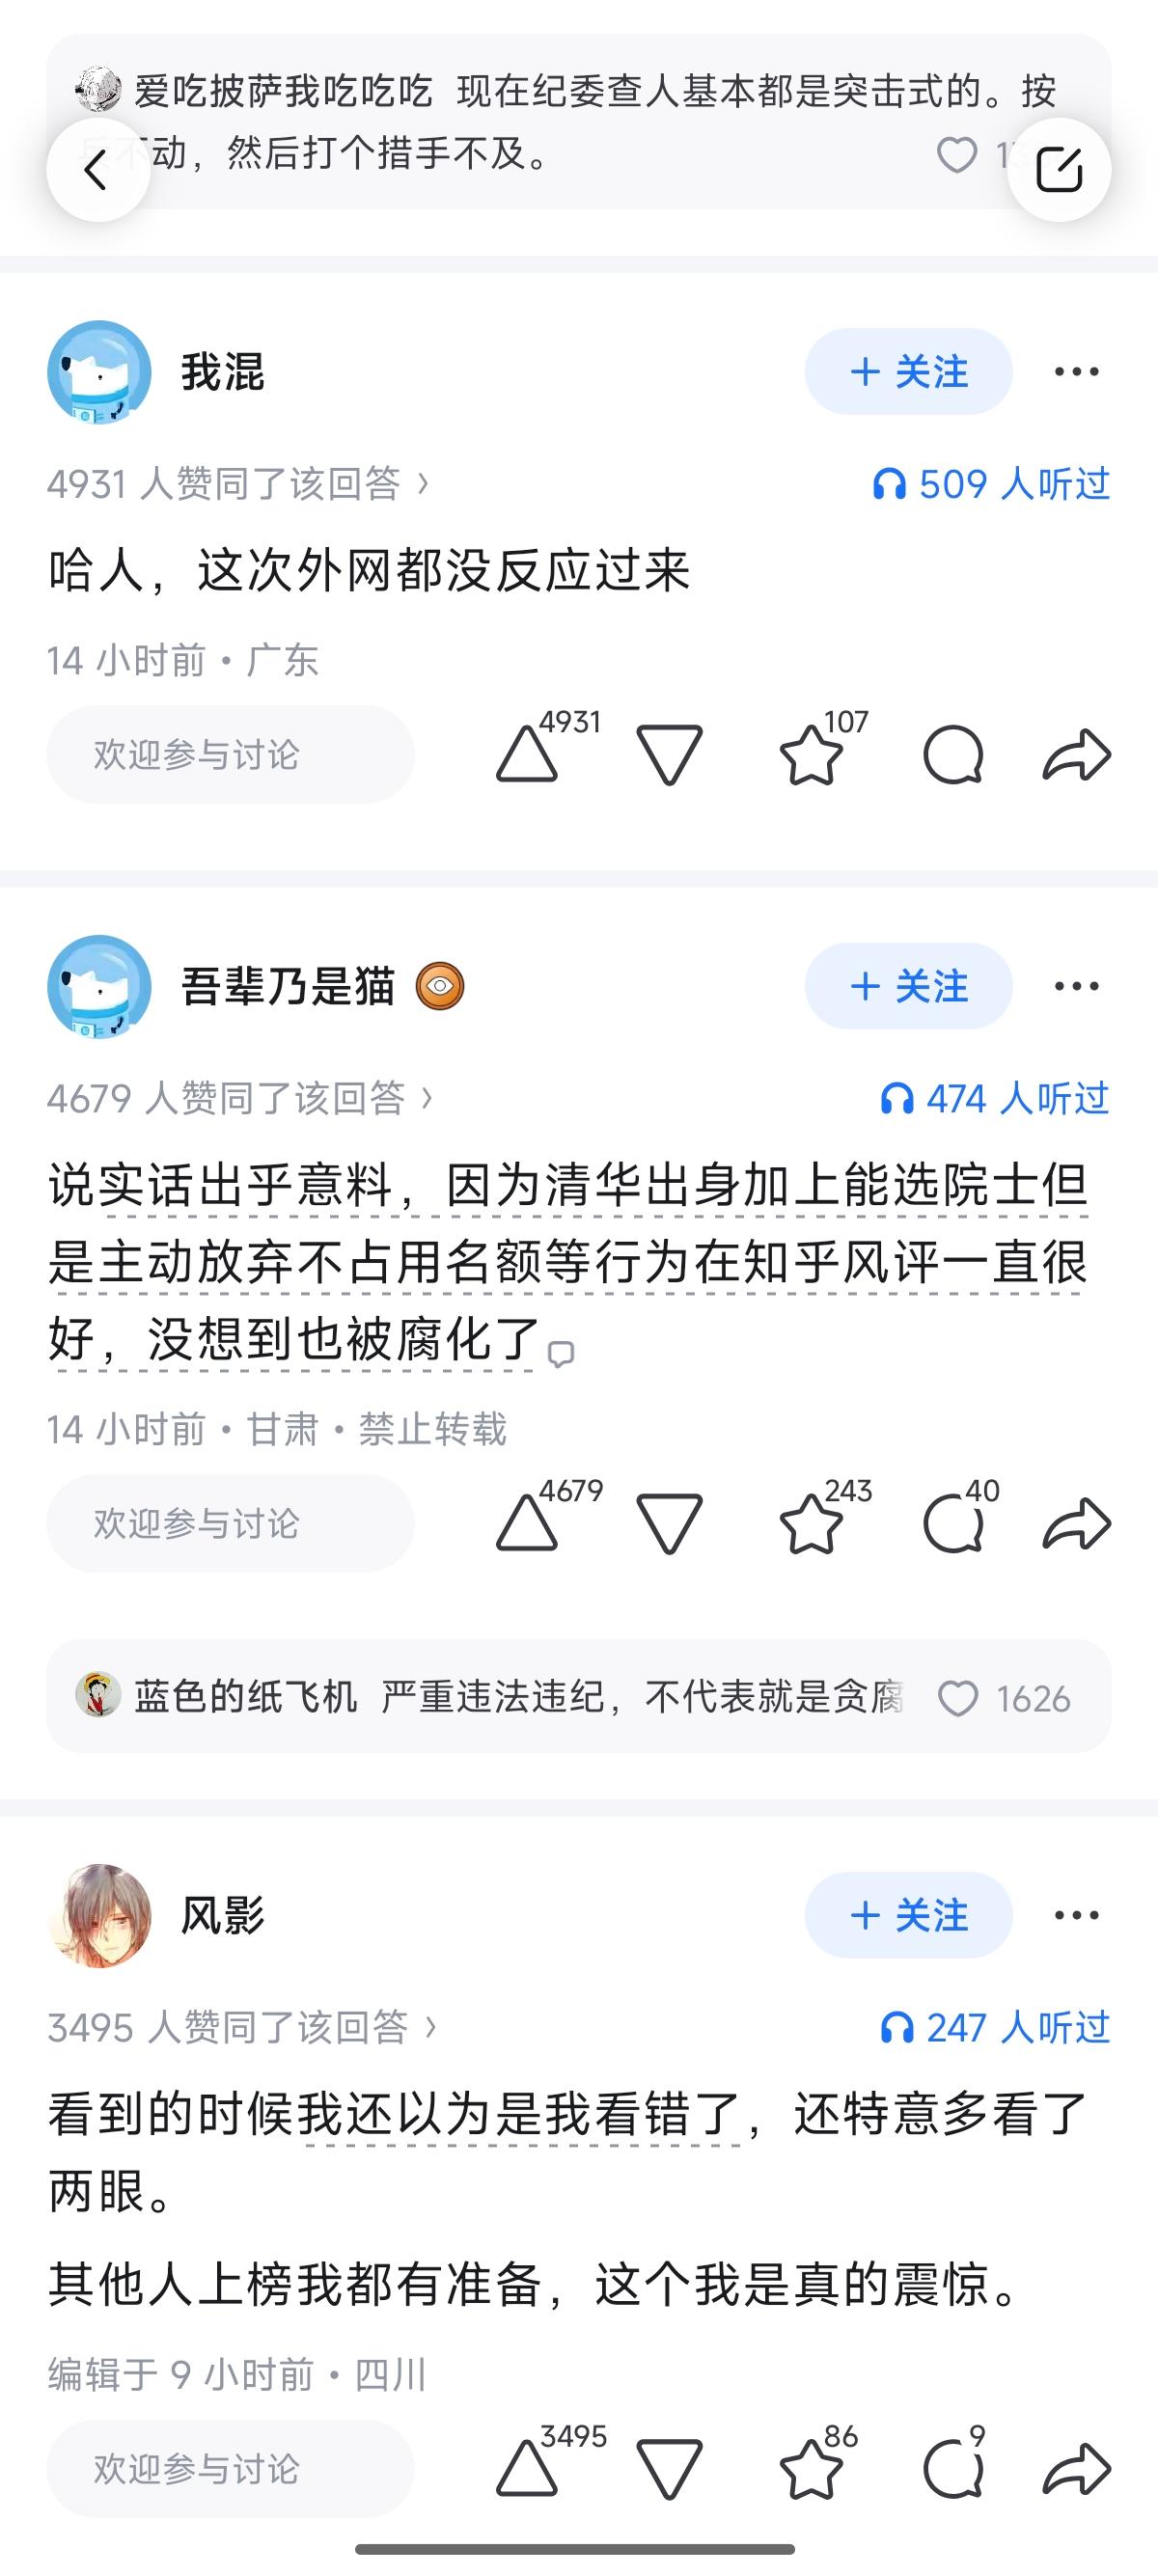 爱吃披萨我吃吃吃 现在纪委查人基本都是突击式的。按
不动，然后打个措手不及。
我混
+ 关注
4931 人赞同了该回答 ›
509 人听过
哈人，这次外网都没反应过来
14 小时前 · 广东
欢迎参与讨论
4931
107
吾辈乃是猫
+ 关注
4679 人赞同了该回答 ›
474 人听过
说实话出乎意料，因为清华出身加上能选院士但
是主动放弃不占用名额等行为在知乎风评一直很
好，没想到也被腐化了
14 小时前 · 甘肃 · 禁止转载
欢迎参与讨论
4679
243
40
蓝色的纸飞机 严重违法违纪，不代表就是贪腐
1626
风影
+ 关注
3495 人赞同了该回答 ›
247 人听过
看到的时候我还以为是我看错了，还特意多看了
两眼。
其他人上榜我都有准备，这个我是真的震惊。
编辑于 9 小时前 · 四川
欢迎参与讨论
3495
86
9